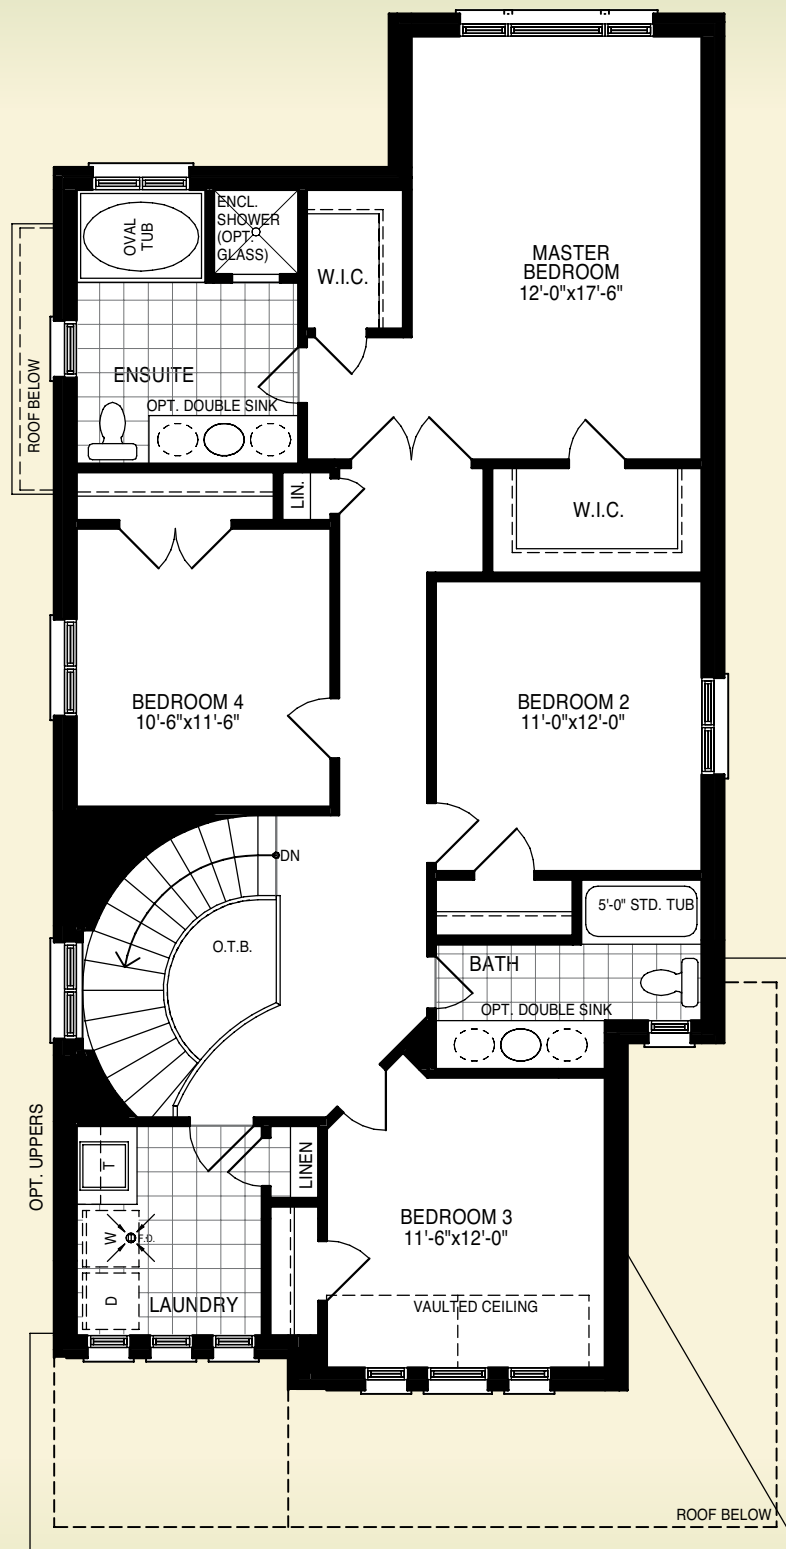 ENCL.
SHOWER
(OPT.
GLASS)
OVAL
TUB
W.I.C.
MASTER
BEDROOM
12'-0"x17'-6"
ENSUITE
OPT. DOUBLE SINK
ROOF BELOW
LIN.
W.I.C.
BEDROOM 4
10'-6"x11'-6"
BEDROOM 2
11'-0"x12'-0"
DN
O.T.B.
5'-0" STD. TUB
BATH
OPT. DOUBLE SINK
OPT. UPPERS
T
LINEN
W
F.D.
D
LAUNDRY
BEDROOM 3
11'-6"x12'-0"
VAULTED CEILING
ROOF BELOW